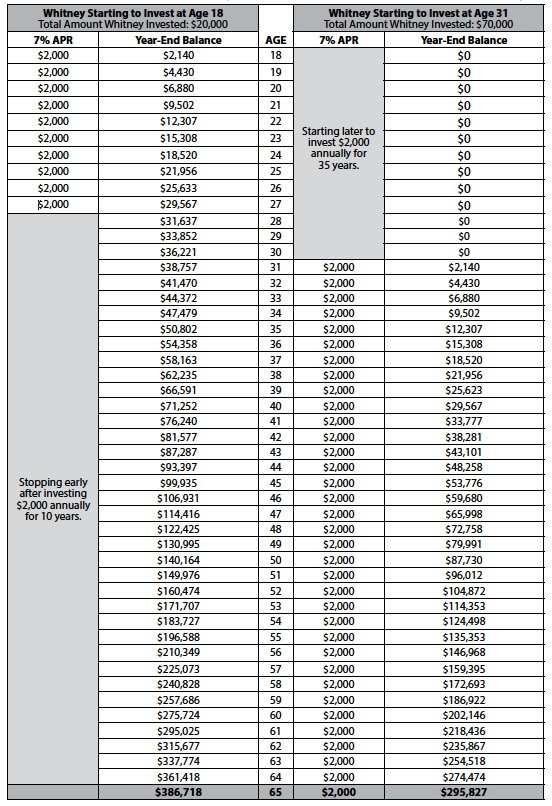 Whitney Starting to Invest at Age 18
Total Amount Whitney Invested: $20,000
Whitney Starting to Invest at Age 31
Total Amount Whitney Invested: $70,000
7% APR Year-End Balance AGE 7% APR Year-End Balance
$2,000 $2,140 18 $0
$2,000 $4,430 19 $0
$2,000 $6,880 20 $0
$2,000 $9,502 21 $0
$2,000 $12,307 22 $0
$2,000 $15,308 23 $0
$2,000 $18,520 24 $0
$2,000 $21,956 25 $0
$2,000 $25,633 26 $0
$2,000 $29,567 27 $0
Starting later to
invest $2,000
annually for
35 years.
$31,637 28 $0
$33,852 29 $0
$36,221 30 $0
$38,757 31 $2,000 $2,140
$41,470 32 $2,000 $4,430
$44,372 33 $2,000 $6,880
$47,479 34 $2,000 $9,502
$50,802 35 $2,000 $12,307
$54,358 36 $2,000 $15,308
$58,163 37 $2,000 $18,520
$62,235 38 $2,000 $21,956
$66,591 39 $2,000 $25,623
$71,252 40 $2,000 $29,567
$76,240 41 $2,000 $33,777
$81,577 42 $2,000 $38,281
$87,287 43 $2,000 $43,101
$93,397 44 $2,000 $48,258
$99,935 45 $2,000 $53,776
$106,931 46 $2,000 $59,680
$114,416 47 $2,000 $65,998
$122,425 48 $2,000 $72,758
Stopping early
after investing
$2,000 annually
for 10 years.
$130,995 49 $2,000 $79,991
$140,164 50 $2,000 $87,730
$149,976 51 $2,000 $96,012
$160,474 52 $2,000 $104,872
$171,707 53 $2,000 $114,353
$183,727 54 $2,000 $124,498
$196,588 55 $2,000 $135,353
$210,349 56 $2,000 $146,968
$225,073 57 $2,000 $159,395
$240,828 58 $2,000 $172,693
$257,686 59 $2,000 $186,922
$275,724 60 $2,000 $202,146
$295,025 61 $2,000 $218,436
$315,677 62 $2,000 $235,867
$337,774 63 $2,000 $254,518
$361,418 64 $2,000 $274,474
$386,718 65 $2,000 $295,827